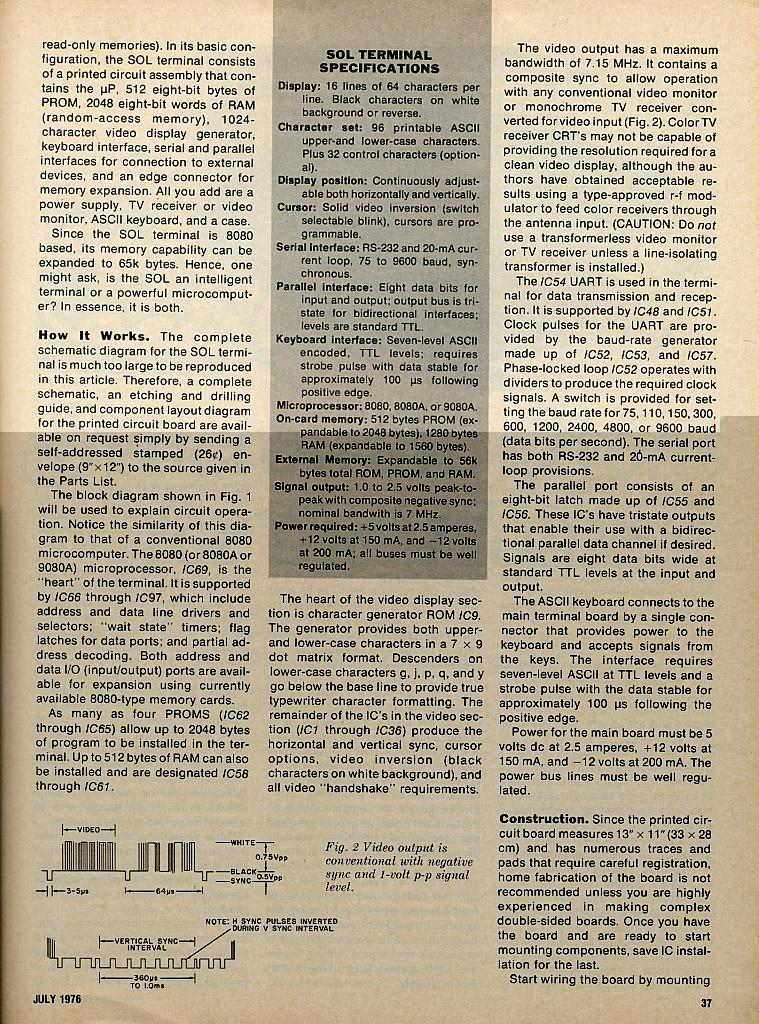 read-only memories). In its basic con-
figuration, the SOL terminal consists
of a printed circuit assembly that con-
tains the µP, 512 eight-bit bytes of
PROM, 2048 eight-bit words of RAM
(random-access memory), 1024-
character video display generator,
keyboard interface, serial and parallel
interfaces for connection to external
devices, and an edge connector for
memory expansion. All you add are a
power supply, TV receiver or video
monitor, ASCII keyboard, and a case.
Since the SOL terminal is 8080
based, its memory capability can be
expanded to 65k bytes. Hence, one
might ask, is the SOL an intelligent
terminal or a powerful microcomput-
er? In essence, it is both.
How It Works. The complete
schematic diagram for the SOL termi-
nal is much too large to be reproduced
in this article. Therefore, a complete
schematic, an etching and drilling
guide, and component layout diagram
for the printed circuit board are avail-
able on request simply by sending a
self-addressed stamped (26¢) en-
velope (9"×12") to the source given in
the Parts List.
The block diagram shown in Fig. 1
will be used to explain circuit opera-
tion. Notice the similarity of this dia-
gram to that of a conventional 8080
microcomputer. The 8080 (or 8080A or
9080A) microprocessor, IC69, is the
"heart" of the terminal. It is supported
by IC66 through IC97, which include
address and data line drivers and
selectors; "wait state" timers; flag
latches for data ports; and partial ad-
dress decoding. Both address and
data I/O (input/output) ports are avail-
able for expansion using currently
available 8080-type memory cards.
As many as four PROMS (IC62
through IC65) allow up to 2048 bytes
of program to be installed in the ter-
minal. Up to 512 bytes of RAM can also
be installed and are designated IC58
through IC61.
SOL TERMINAL
SPECIFICATIONS
Display: 16 lines of 64 characters per
line. Black characters on white
background or reverse.
Character set: 96 printable ASCII
upper-and lower-case characters.
Plus 32 control characters (option-
al).
Display position: Continuously adjust-
able both horizontally and vertically.
Cursor: Solid video inversion (switch
selectable blink), cursors are pro-
grammable.
Serial Interface: RS-232 and 20-mA cur-
rent loop, 75 to 9600 baud, syn-
chronous.
Parallel interface: Eight data bits for
input and output; output bus is tri-
state for bidirectional interfaces;
levels are standard TTL.
Keyboard interface: Seven-level ASCII
encoded, TTL levels; requires
strobe pulse with data stable for
approximately 100 µs following
positive edge.
Microprocessor: 8080, 8080A, or 9080A.
On-card memory: 512 bytes PROM (ex-
pandable to 2048 bytes), 1280 bytes
RAM (expandable to 1560 bytes).
External Memory: Expandable to 56k
bytes total ROM, PROM, and RAM.
Signal output: 1.0 to 2.5 volts peak-to-
peak with composite negative sync;
nominal bandwith is 7 MHz.
Power required: +5 volts at 2.5 amperes,
+12 volts at 150 mA, and −12 volts
at 200 mA; all buses must be well
regulated.
The heart of the video display sec-
tion is character generator ROM IC9.
The generator provides both upper-
and lower-case characters in a 7 × 9
dot matrix format. Descenders on
lower-case characters g, j, p, q, and y
go below the base line to provide true
typewriter character formatting. The
remainder of the IC's in the video sec-
tion (IC1 through IC36) produce the
horizontal and vertical sync, cursor
options, video inversion (black
characters on white background), and
all video "handshake" requirements.
The video output has a maximum
bandwidth of 7.15 MHz. It contains a
composite sync to allow operation
with any conventional video monitor
or monochrome TV receiver con-
verted for video input (Fig. 2). Color TV
receiver CRT's may not be capable of
providing the resolution required for a
clean video display, although the au-
thors have obtained acceptable re-
sults using a type-approved r-f mod-
ulator to feed color receivers through
the antenna input. (CAUTION: Do not
use a transformerless video monitor
or TV receiver unless a line-isolating
transformer is installed.)
The IC54 UART is used in the termi-
nal for data transmission and recep-
tion. It is supported by IC48 and IC51.
Clock pulses for the UART are pro-
vided by the baud-rate generator
made up of IC52, IC53, and IC57.
Phase-locked loop IC52 operates with
dividers to produce the required clock
signals. A switch is provided for set-
ting the baud rate for 75, 110, 150, 300,
600, 1200, 2400, 4800, or 9600 baud
(data bits per second). The serial port
has both RS-232 and 20-mA current-
loop provisions.
The parallel port consists of an
eight-bit latch made up of IC55 and
IC56. These IC's have tristate outputs
that enable their use with a bidirec-
tional parallel data channel if desired.
Signals are eight data bits wide at
standard TTL levels at the input and
output.
The ASCII keyboard connects to the
main terminal board by a single con-
nector that provides power to the
keyboard and accepts signals from
the keys. The interface requires
seven-level ASCII at TTL levels and a
strobe pulse with the data stable for
approximately 100 µs following the
positive edge.
Power for the main board must be 5
volts dc at 2.5 amperes, +12 volts at
150 mA, and −12 volts at 200 mA. The
power bus lines must be well regu-
lated.
Construction. Since the printed cir-
cuit board measures 13" × 11" (33 × 28
cm) and has numerous traces and
pads that require careful registration,
home fabrication of the board is not
recommended unless you are highly
experienced in making complex
double-sided boards. Once you have
the board and are ready to start
mounting components, save IC instal-
lation for the last.
Start wiring the board by mounting
VIDEO
WHITE
0.75Vpp
BLACK
0.5Vpp
SYNC
3-5µs
64µs
Fig. 2 Video output is
conventional with negative
sync and 1-volt p-p signal
level.
NOTE: H SYNC PULSES INVERTED
DURING V SYNC INTERVAL
VERTICAL SYNC
INTERVAL
360µs
TO 1.0ms
JULY 1976
37